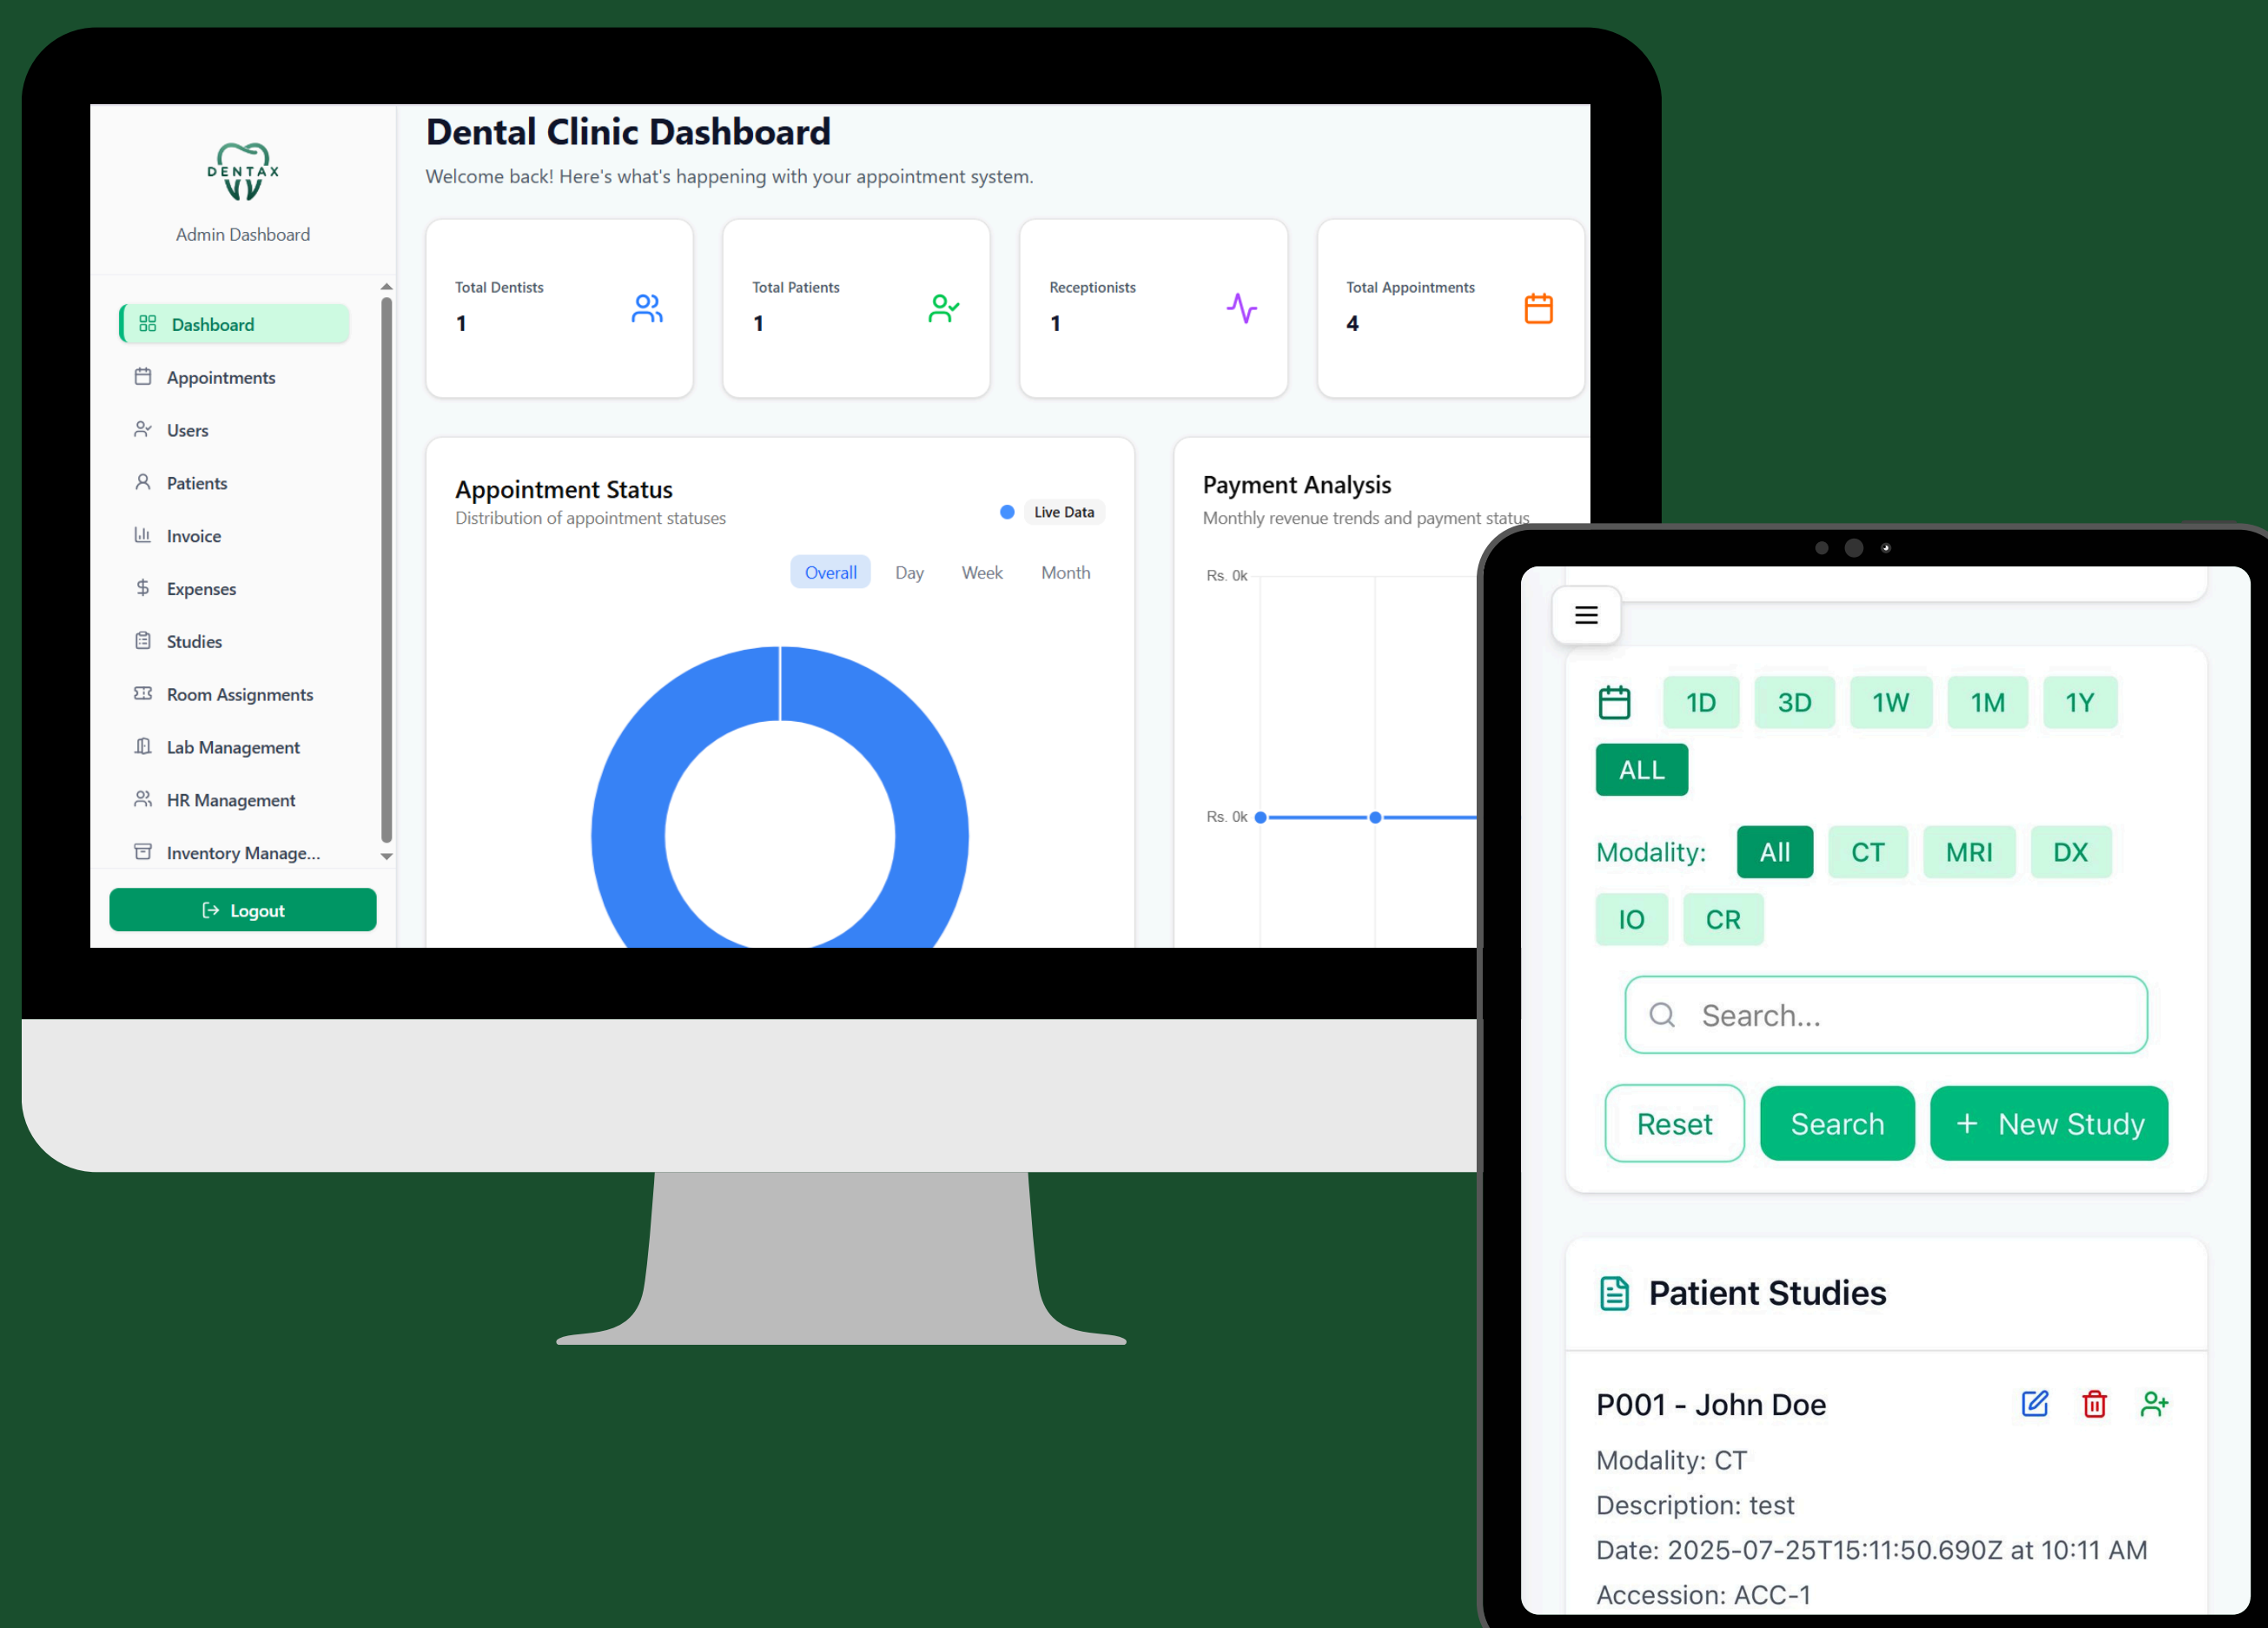 DENTAX
Admin Dashboard
Dashboard
Appointments
Users
Patients
Invoice
Expenses
Studies
Room Assignments
Lab Management
HR Management
Inventory Manage...
Logout
Dental Clinic Dashboard
Welcome back! Here's what's happening with your appointment system.
Total Dentists
1
Total Patients
1
Receptionists
1
Total Appointments
4
Appointment Status
Distribution of appointment statuses
Live Data
Overall Day Week Month
Payment Analysis
Monthly revenue trends and payment status
Rs. 0k
Rs. 0k
1D 3D 1W 1M 1Y
ALL
Modality: All CT MRI DX
IO CR
Search...
Reset Search + New Study
Patient Studies
P001 - John Doe
Modality: CT
Description: test
Date: 2025-07-25T15:11:50.690Z at 10:11 AM
Accession: ACC-1